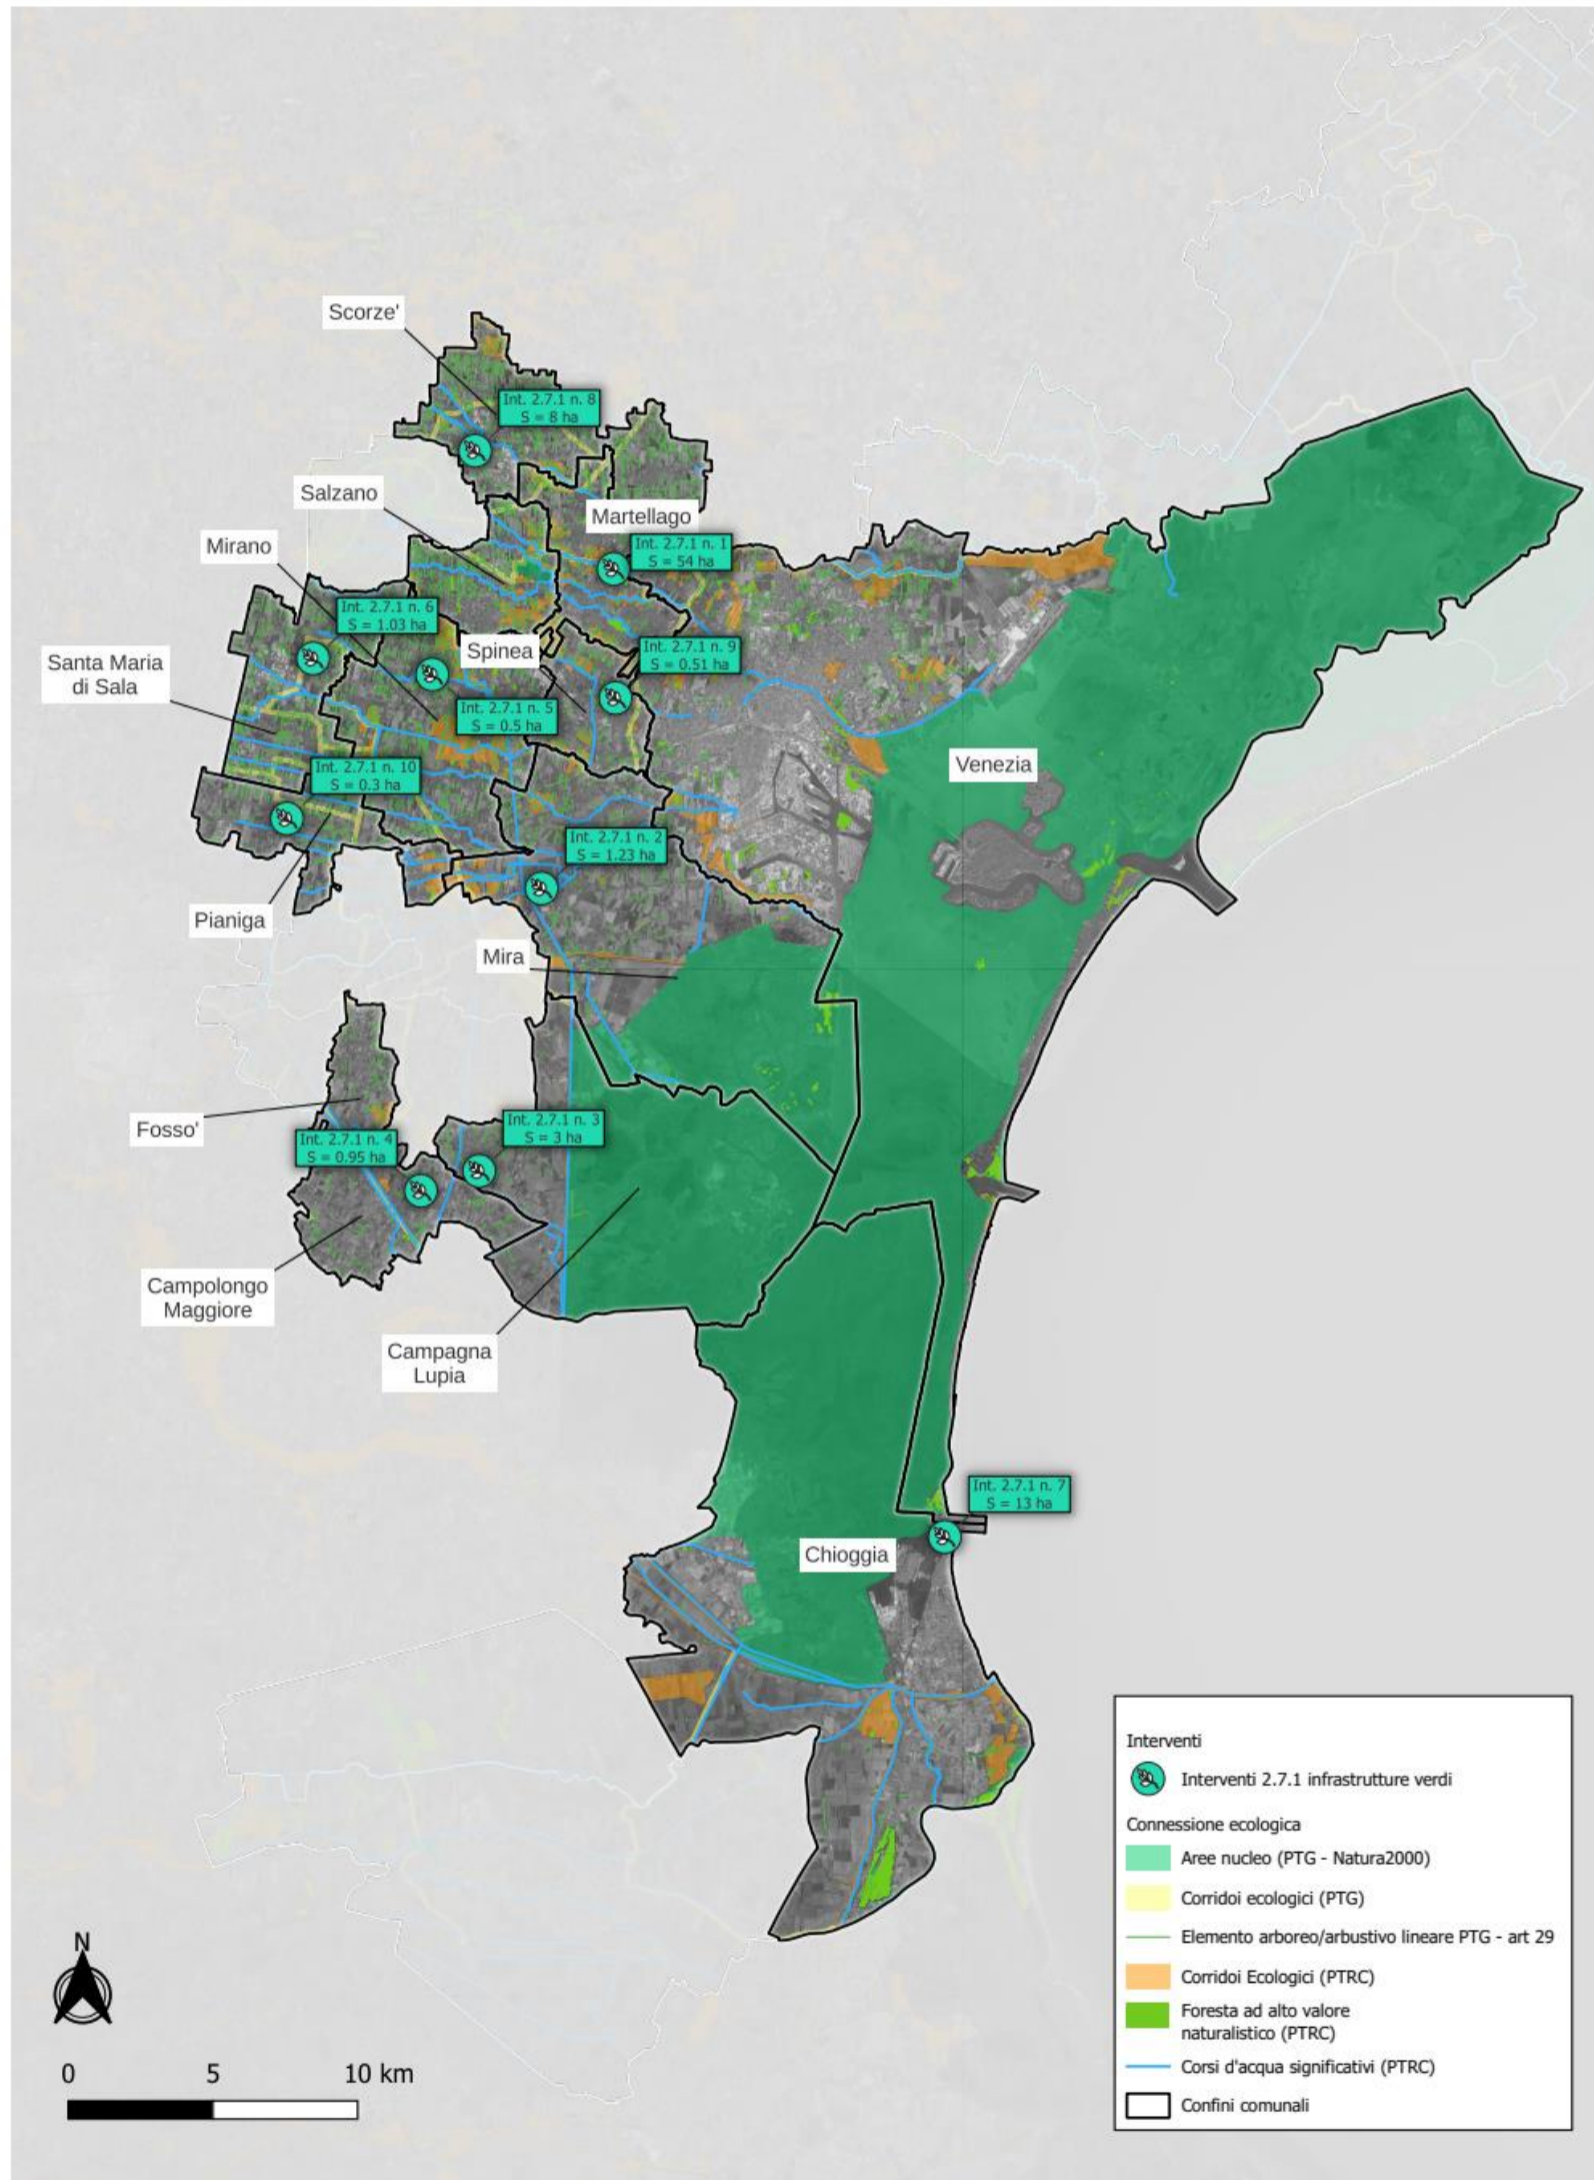 Scorze'
Int. 2.7.1 n. 8
S = 8 ha
Salzano
Martellago
Mirano
Int. 2.7.1 n. 1
S = 54 ha
Int. 2.7.1 n. 6
S = 1.03 ha
Spinea
Int. 2.7.1 n. 9
S = 0.51 ha
Santa Maria
di Sala
Int. 2.7.1 n. 5
S = 0.5 ha
Int. 2.7.1 n. 10
S = 0.3 ha
Venezia
Int. 2.7.1 n. 2
S = 1.23 ha
Pianiga
Mira
Fosso'
Int. 2.7.1 n. 3
S = 3 ha
Int. 2.7.1 n. 4
S = 0.95 ha
Campolongo
Maggiore
Campagna
Lupia
Int. 2.7.1 n. 7
S = 13 ha
Chioggia
Interventi
Interventi 2.7.1 infrastrutture verdi
Connessione ecologica
Aree nucleo (PTG - Natura2000)
Corridoi ecologici (PTG)
Elemento arboreo/arbustivo lineare PTG - art 29
Corridoi Ecologici (PTRC)
Foresta ad alto valore
naturalistico (PTRC)
Corsi d'acqua significativi (PTRC)
Confini comunali
N
0 5 10 km